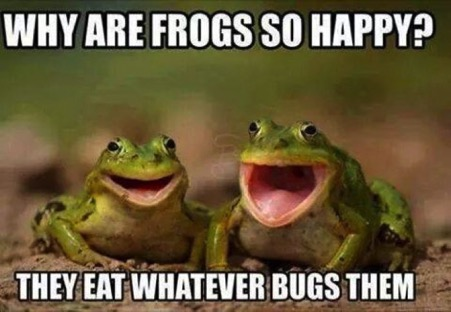 WHY ARE FROGS SO HAPPY?
THEY EAT WHATEVER BUGS THEM